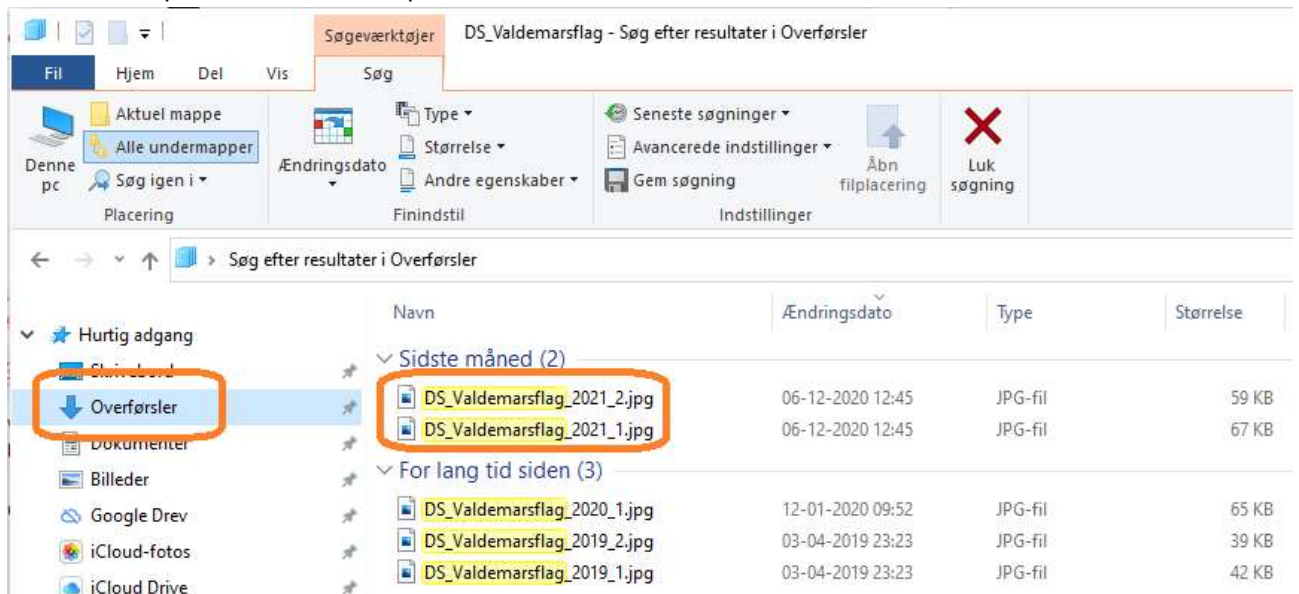 Søgeværktøjer DS_Valdemarsflag - Søg efter resultater i Overførsler
Fil Hjem Del Vis Søg
Denne pc
Aktuel mappe
Alle undermapper
Søg igen i
Placering
Ændringsdato
Type
Størrelse
Andre egenskaber
Finindstil
Seneste søgninger
Avancerede indstillinger
Gem søgning
Åbn filplacering
Indstillinger
Luk søgning
Søg efter resultater i Overførsler
Hurtig adgang
Skrivebord
Overførsler
Dokumenter
Billeder
Google Drev
iCloud-fotos
iCloud Drive
Navn Ændringsdato Type Størrelse
Sidste måned (2)
DS_Valdemarsflag_2021_2.jpg 06-12-2020 12:45 JPG-fil 59 KB
DS_Valdemarsflag_2021_1.jpg 06-12-2020 12:45 JPG-fil 67 KB
For lang tid siden (3)
DS_Valdemarsflag_2020_1.jpg 12-01-2020 09:52 JPG-fil 65 KB
DS_Valdemarsflag_2019_2.jpg 03-04-2019 23:23 JPG-fil 39 KB
DS_Valdemarsflag_2019_1.jpg 03-04-2019 23:23 JPG-fil 42 KB